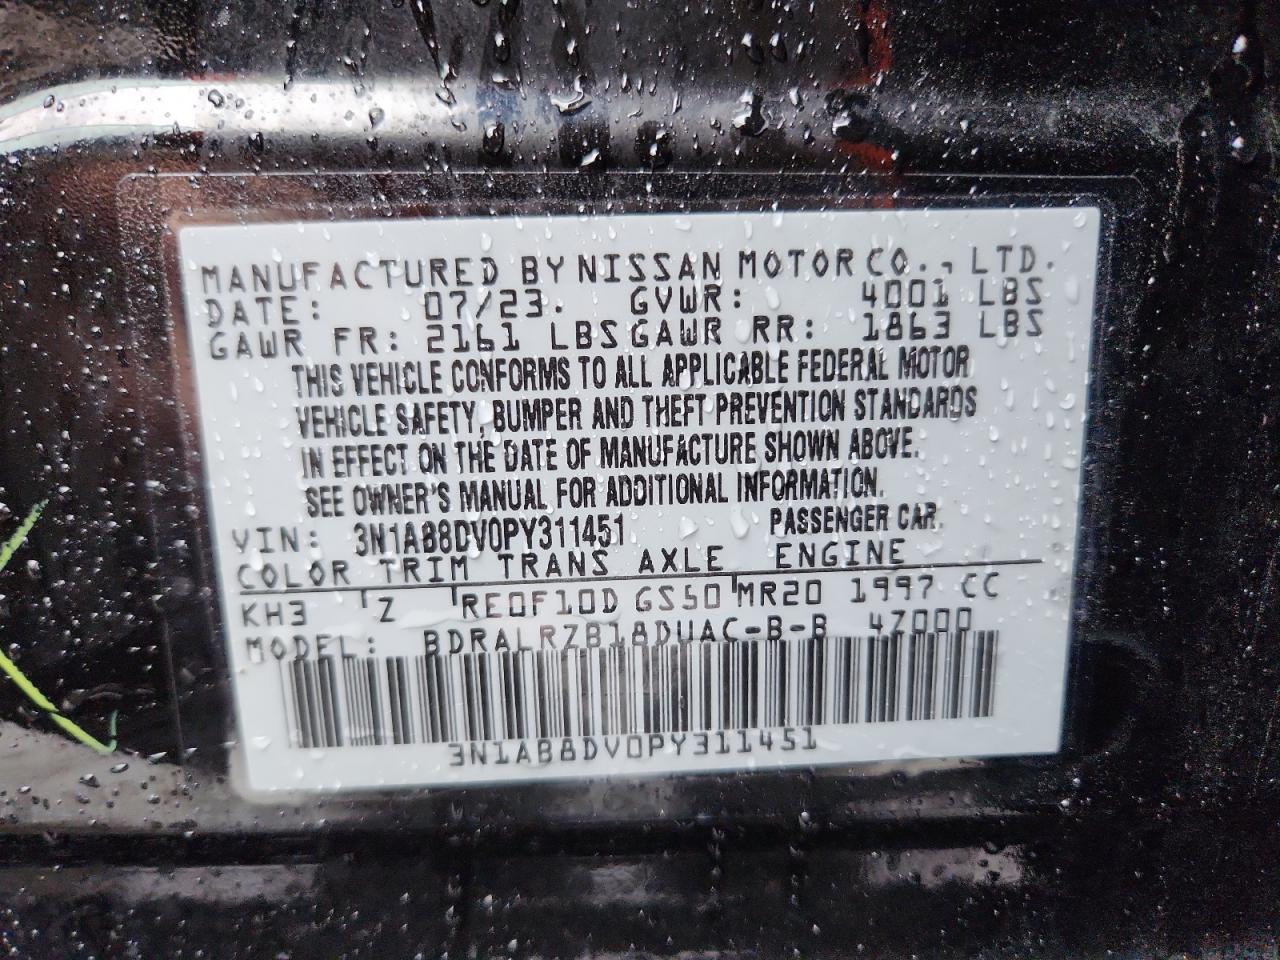 MANUFACTURED BY NISSAN MOTOR CO., LTD.
DATE: 07/23. GVWR: 4001 LBS
GAWR FR: 2161 LBS GAWR RR: 1863 LBS
THIS VEHICLE CONFORMS TO ALL APPLICABLE FEDERAL MOTOR
VEHICLE SAFETY, BUMPER AND THEFT PREVENTION STANDARDS
IN EFFECT ON THE DATE OF MANUFACTURE SHOWN ABOVE.
SEE OWNER'S MANUAL FOR ADDITIONAL INFORMATION.
VIN: 3N1AB8DV0PY311451 PASSENGER CAR
COLOR TRIM TRANS AXLE ENGINE
KH3 Z RE0F10D GS50 MR20 1997 CC
MODEL: BDRALRZB18DUAC-B-B 4Z000
3N1AB8DV0PY311451